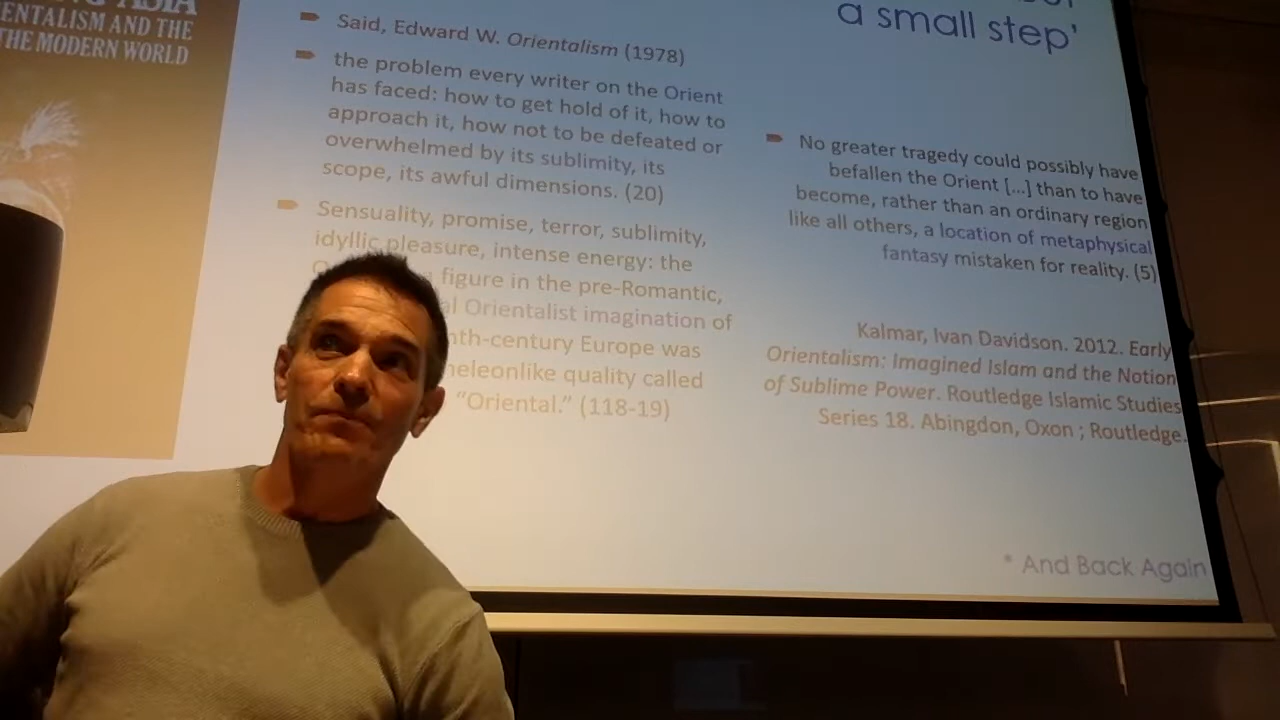 ASIA
ENTALISM AND THE
THE MODERN WORLD
a small step'
Said, Edward W. Orientalism (1978)
the problem every writer on the Orient
has faced: how to get hold of it, how to
approach it, how not to be defeated or
overwhelmed by its sublimity, its
scope, its awful dimensions. (20)
Sensuality, promise, terror, sublimity,
idyllic pleasure, intense energy: the
figure in the pre-Romantic,
al Orientalist imagination of
nth-century Europe was
neleonlike quality called
"Oriental." (118-19)
No greater tragedy could possibly have
befallen the Orient [...] than to have
become, rather than an ordinary region
like all others, a location of metaphysical
fantasy mistaken for reality. (5)
Kalmar, Ivan Davidson. 2012. Early
Orientalism: Imagined Islam and the Notion
of Sublime Power. Routledge Islamic Studies
Series 18. Abingdon, Oxon ; Routledge.
* And Back Again